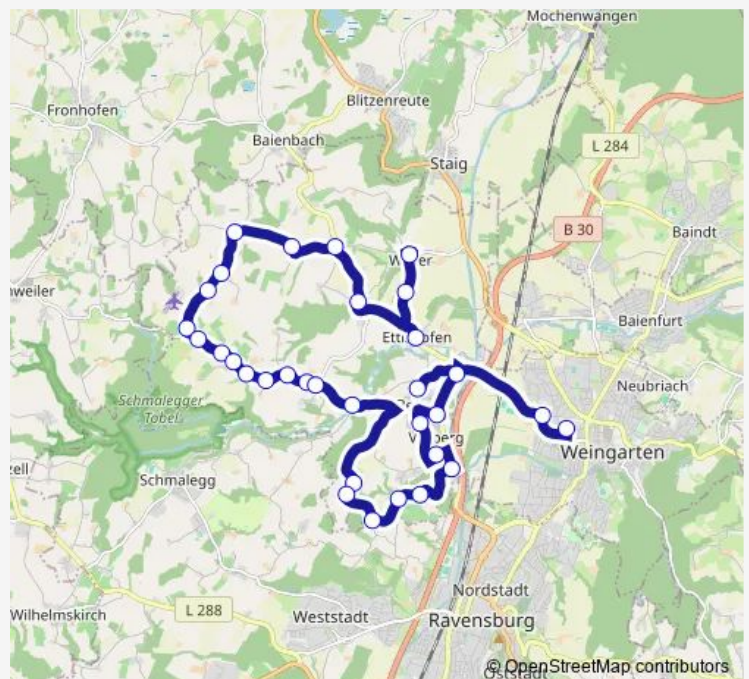 Mochenwangen
Blitzenreute
Fronhofen
Baienbach
L 284
Staig
B 30
Baindt
Baienfurt
Schmalegger
Tobel
Neubriach
Weingarten
Schmalegg
Nordstadt
Wilhelmskirch
L 288
Weststadt
Ravensburg
© OpenStreetMap contributors